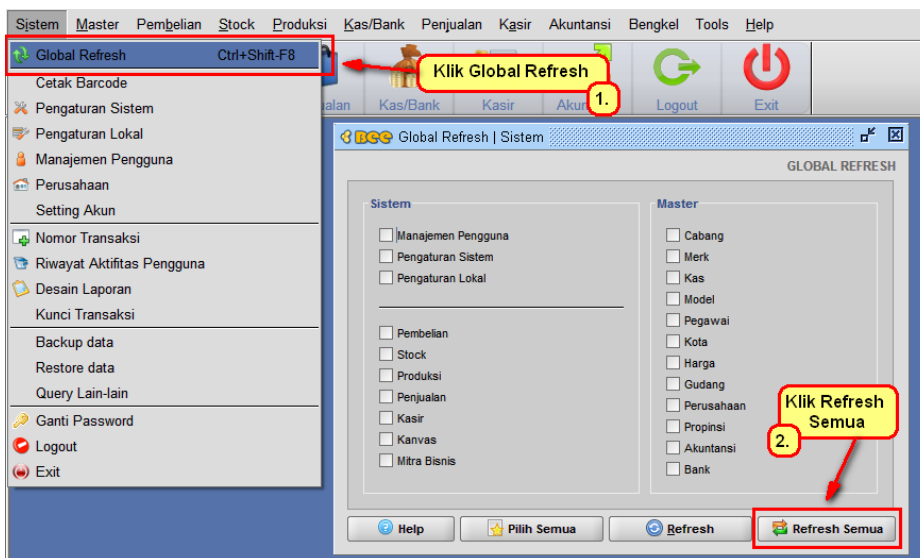 Sistem Master Pembelian Stock Produksi Kas/Bank Penjualan Kasir Akuntansi Bengkel Tools Help
Global Refresh Ctrl+Shift-F8
Cetak Barcode
Pengaturan Sistem
Pengaturan Lokal
Manajemen Pengguna
Perusahaan
Setting Akun
Nomor Transaksi
Riwayat Aktifitas Pengguna
Desain Laporan
Kunci Transaksi
Backup data
Restore data
Query Lain-lain
Ganti Password
Logout
Exit
Klik Global Refresh
1.
Kas/Bank Kasir Logout Exit
BEE Global Refresh | Sistem
GLOBAL REFRESH
Sistem
Manajemen Pengguna
Pengaturan Sistem
Pengaturan Lokal
Pembelian
Stock
Produksi
Penjualan
Kasir
Kanvas
Mitra Bisnis
Master
Cabang
Merk
Kas
Model
Pegawai
Kota
Harga
Gudang
Perusahaan
Propinsi
Akuntansi
Bank
Klik Refresh
Semua
2.
Help Pilih Semua Refresh Refresh Semua